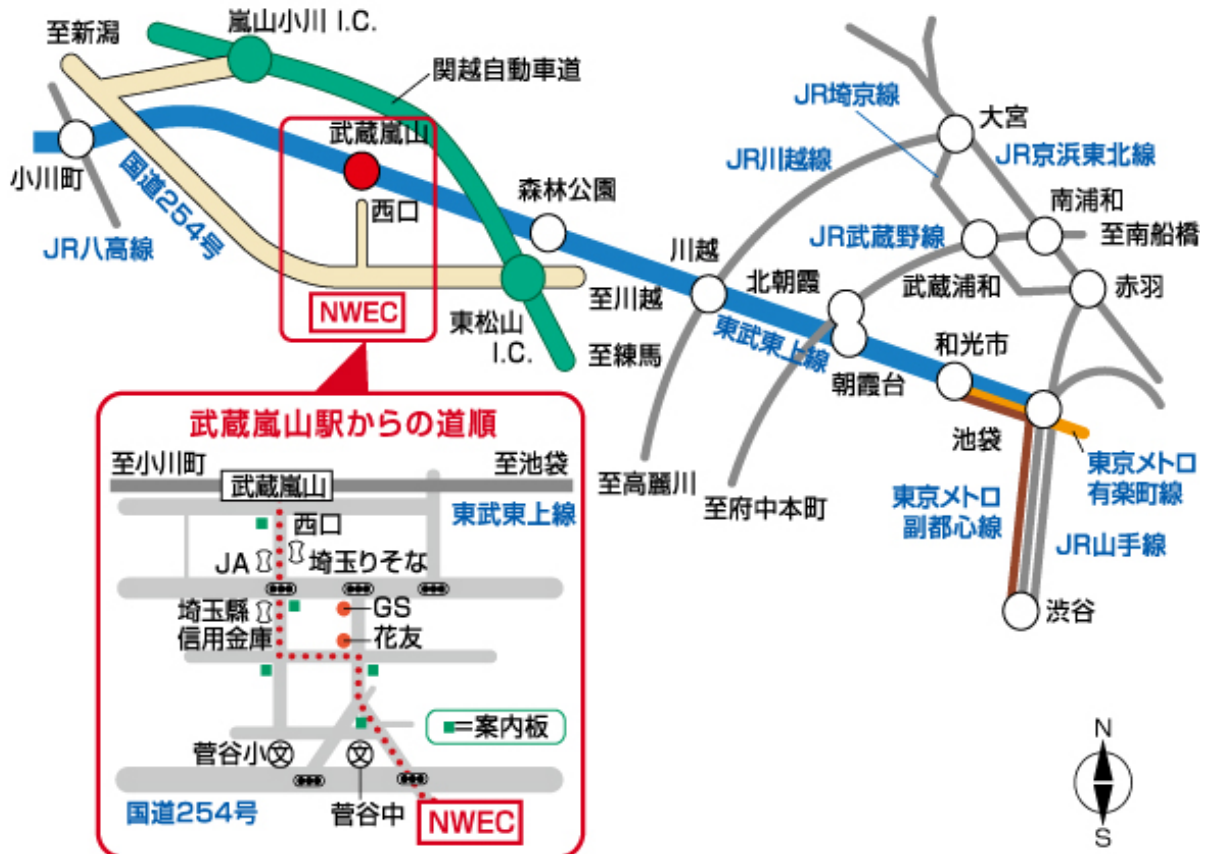 嵐山小川 I.C.
至新潟
関越自動車道
武蔵嵐山
小川町
国道254号
西口
森林公園
JR八高線
NWEC
東松山
I.C.
至川越
至練馬
JR埼京線
大宮
JR川越線
JR京浜東北線
南浦和
JR武蔵野線
至南船橋
川越
北朝霞
武蔵浦和
赤羽
東武東上線
和光市
朝霞台
池袋
至高麗川
至府中本町
東京メトロ
副都心線
東京メトロ
有楽町線
JR山手線
渋谷
武蔵嵐山駅からの道順
至小川町
至池袋
武蔵嵐山
西口
東武東上線
JA
埼玉りそな
埼玉縣
信用金庫
GS
花友
=案内板
菅谷小
文
文
菅谷中
国道254号
NWEC
N
S